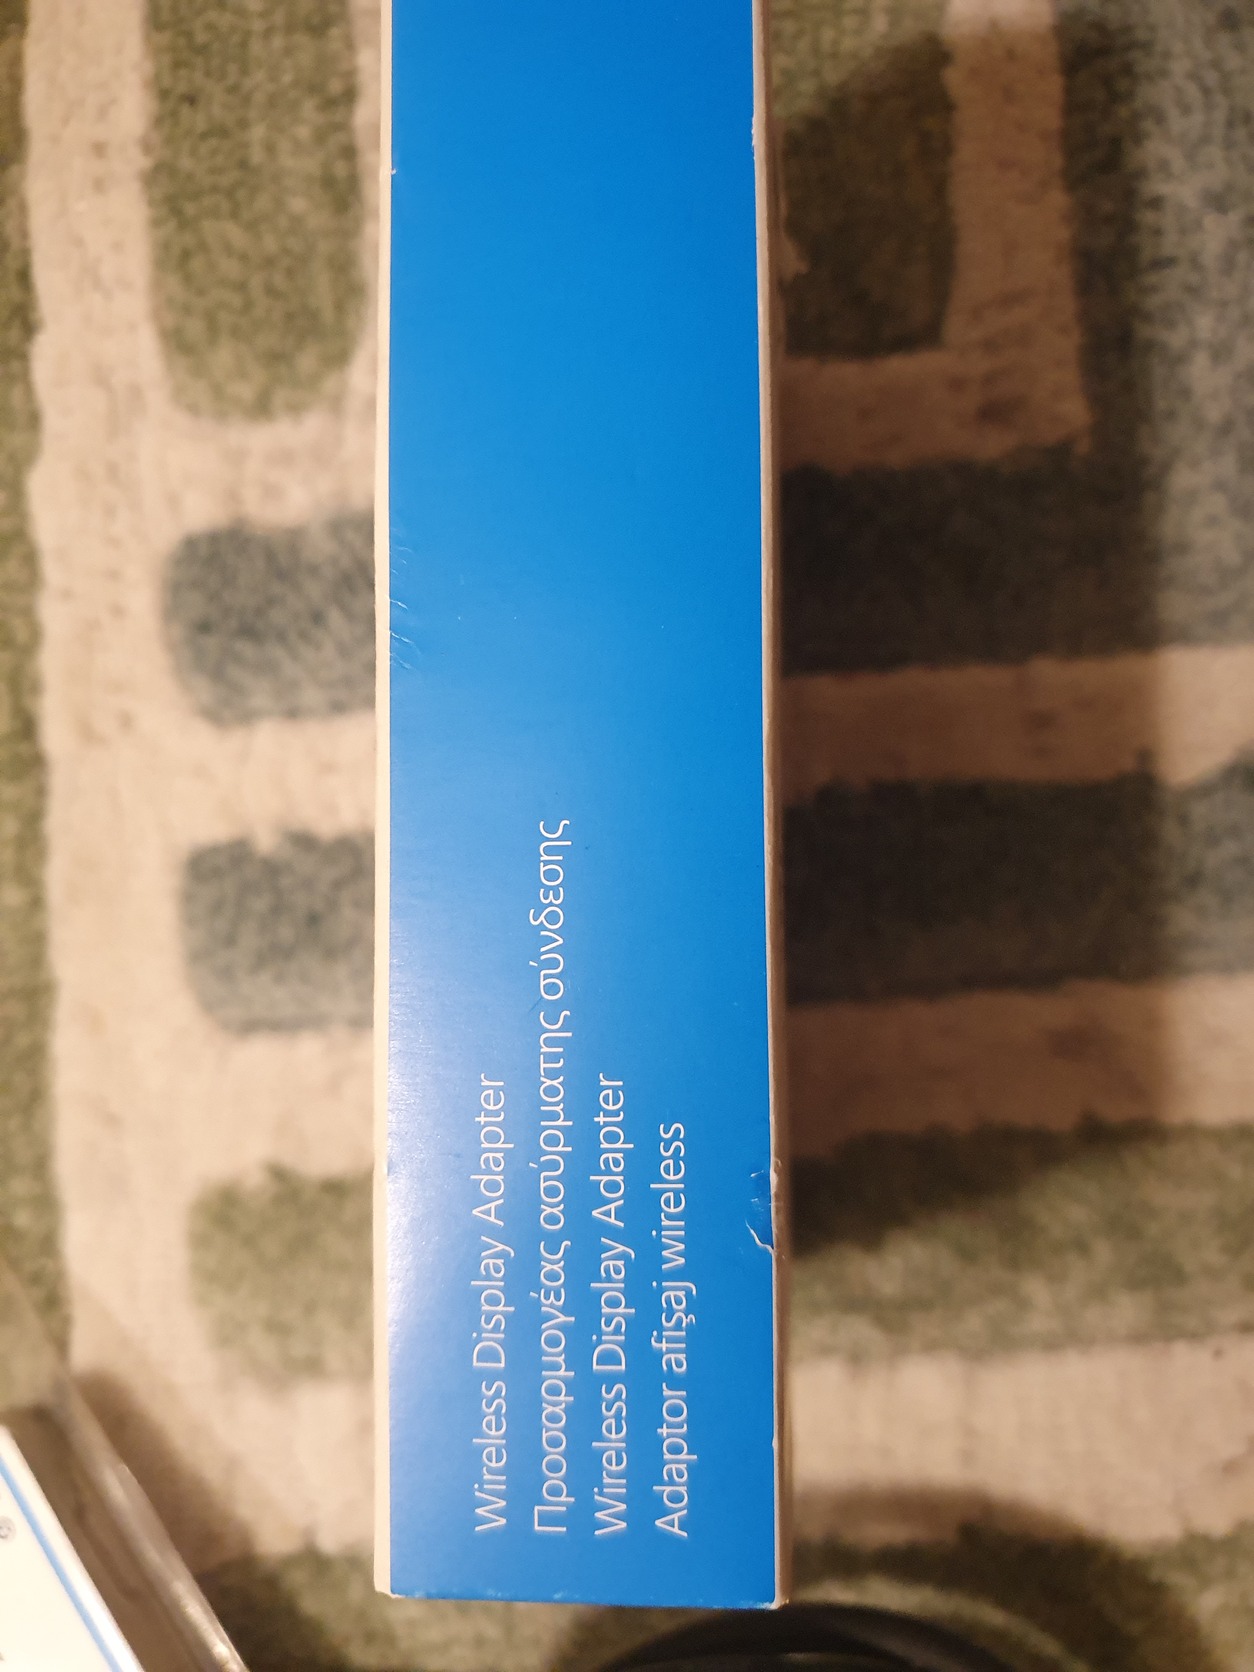 Wireless Display Adapter
Προσαρμογέας ασύρματης σύνδεσης
Wireless Display Adapter
Adaptor afişaj wireless